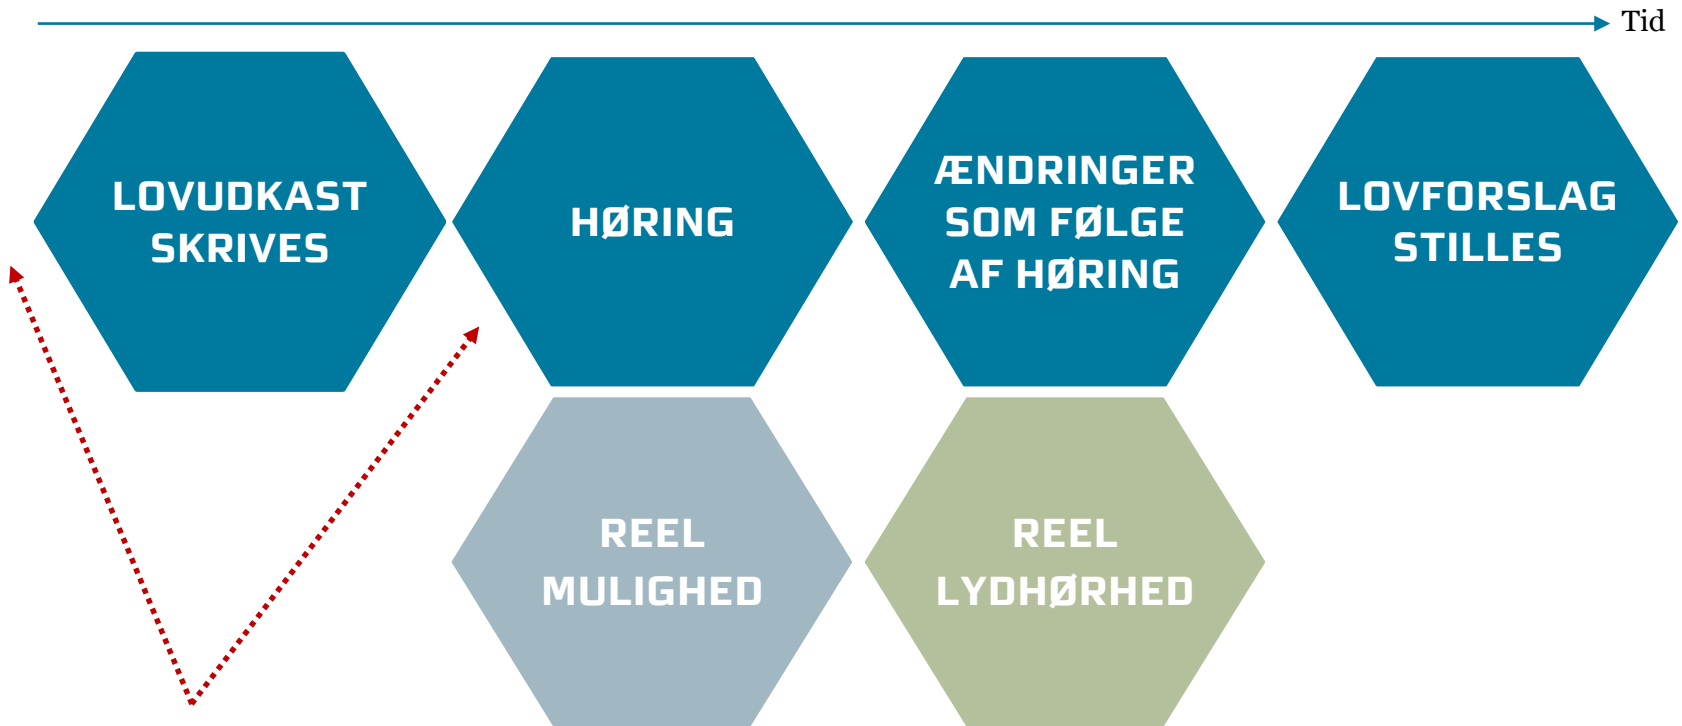 Tid
LOVUDKAST
SKRIVES
HØRING
ÆNDRINGER
SOM FØLGE
AF HØRING
LOVFORSLAG
STILLES
REEL
MULIGHED
REEL
LYDHØRHED